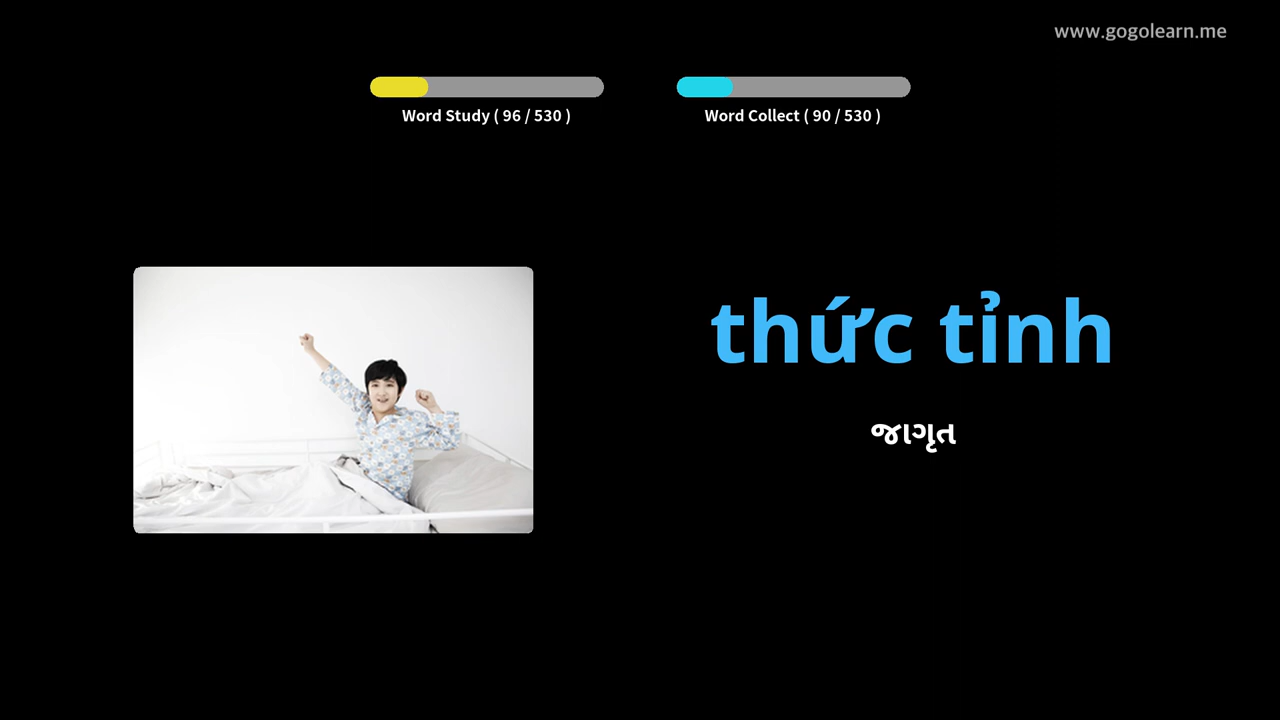 www.gogolearn.me
Word Study ( 96 / 530 )
Word Collect ( 90 / 530 )
thức tỉnh
જાગૃત